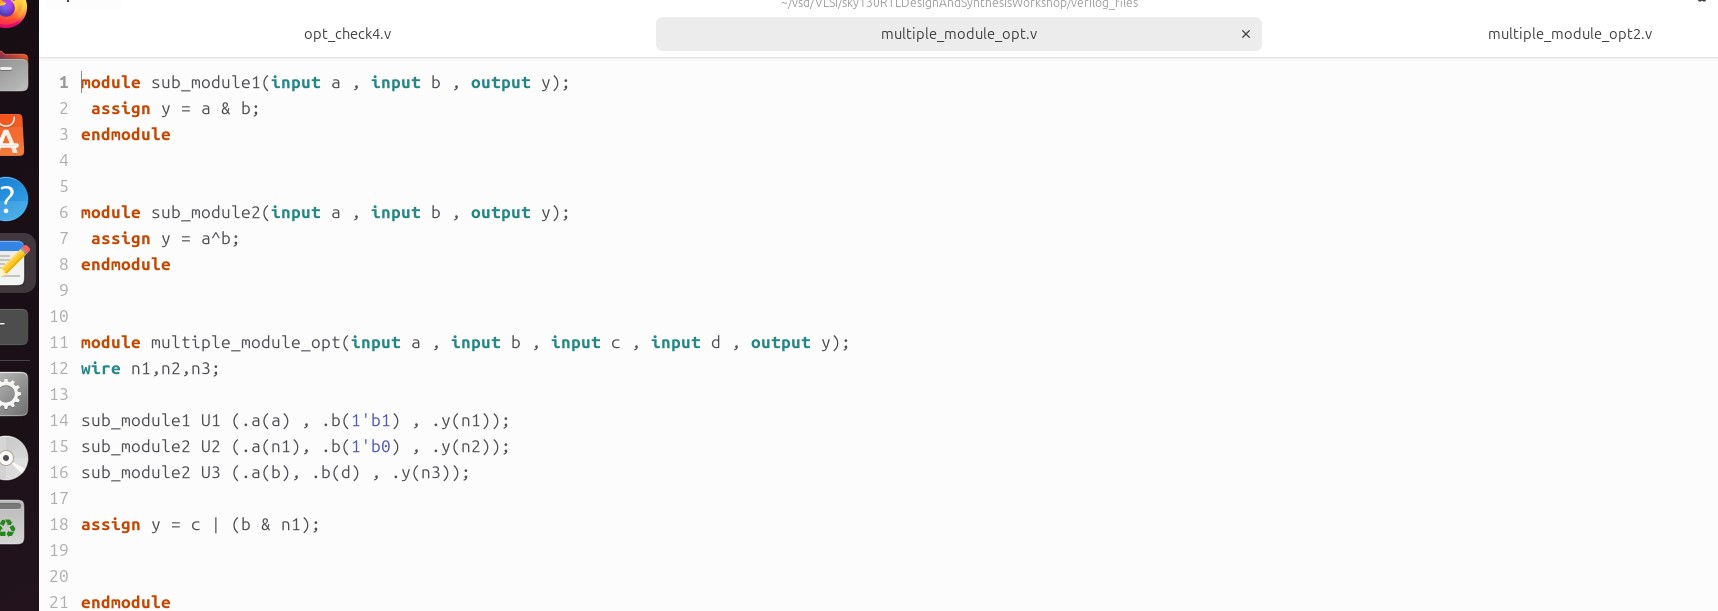 ~/vsd/VLSI/sky130RTLDesignAndSynthesisWorkshop/verilog_files
opt_check4.v
multiple_module_opt.v ×
multiple_module_opt2.v
1 module sub_module1(input a , input b , output y);
2  assign y = a & b;
3 endmodule
4
5
6 module sub_module2(input a , input b , output y);
7  assign y = a^b;
8 endmodule
9
10
11 module multiple_module_opt(input a , input b , input c , input d , output y);
12 wire n1,n2,n3;
13
14 sub_module1 U1 (.a(a) , .b(1'b1) , .y(n1));
15 sub_module2 U2 (.a(n1), .b(1'b0) , .y(n2));
16 sub_module2 U3 (.a(b), .b(d) , .y(n3));
17
18 assign y = c | (b & n1);
19
20
21 endmodule